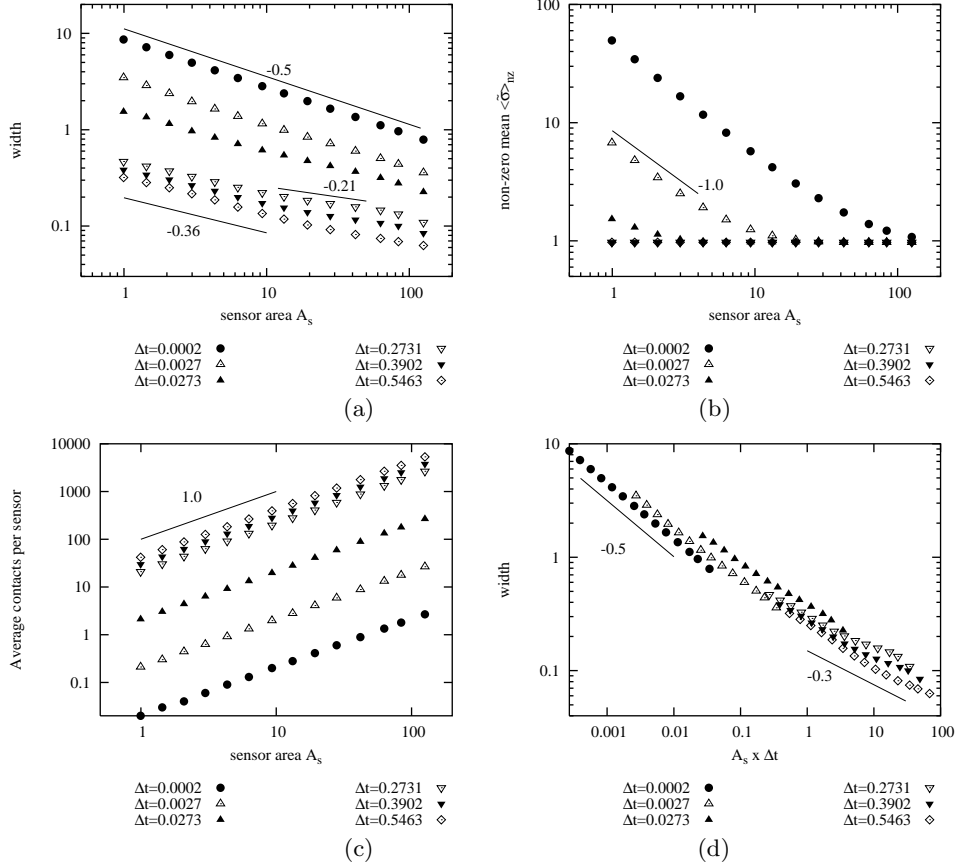 10
1
0.1
width
-0.5
-0.21
-0.36
1 10 100
sensor area As
Δt=0.0002 Δt=0.2731
Δt=0.0027 Δt=0.3902
Δt=0.0273 Δt=0.5463
(a)
100
10
1
non-zero mean <σ̃>nz
-1.0
1 10 100
sensor area As
Δt=0.0002 Δt=0.2731
Δt=0.0027 Δt=0.3902
Δt=0.0273 Δt=0.5463
(b)
10000
1000
100
10
1
0.1
Average contacts per sensor
1.0
1 10 100
sensor area As
Δt=0.0002 Δt=0.2731
Δt=0.0027 Δt=0.3902
Δt=0.0273 Δt=0.5463
(c)
10
1
0.1
width
-0.5
-0.3
0.001 0.01 0.1 1 10 100
As x Δt
Δt=0.0002 Δt=0.2731
Δt=0.0027 Δt=0.3902
Δt=0.0273 Δt=0.5463
(d)